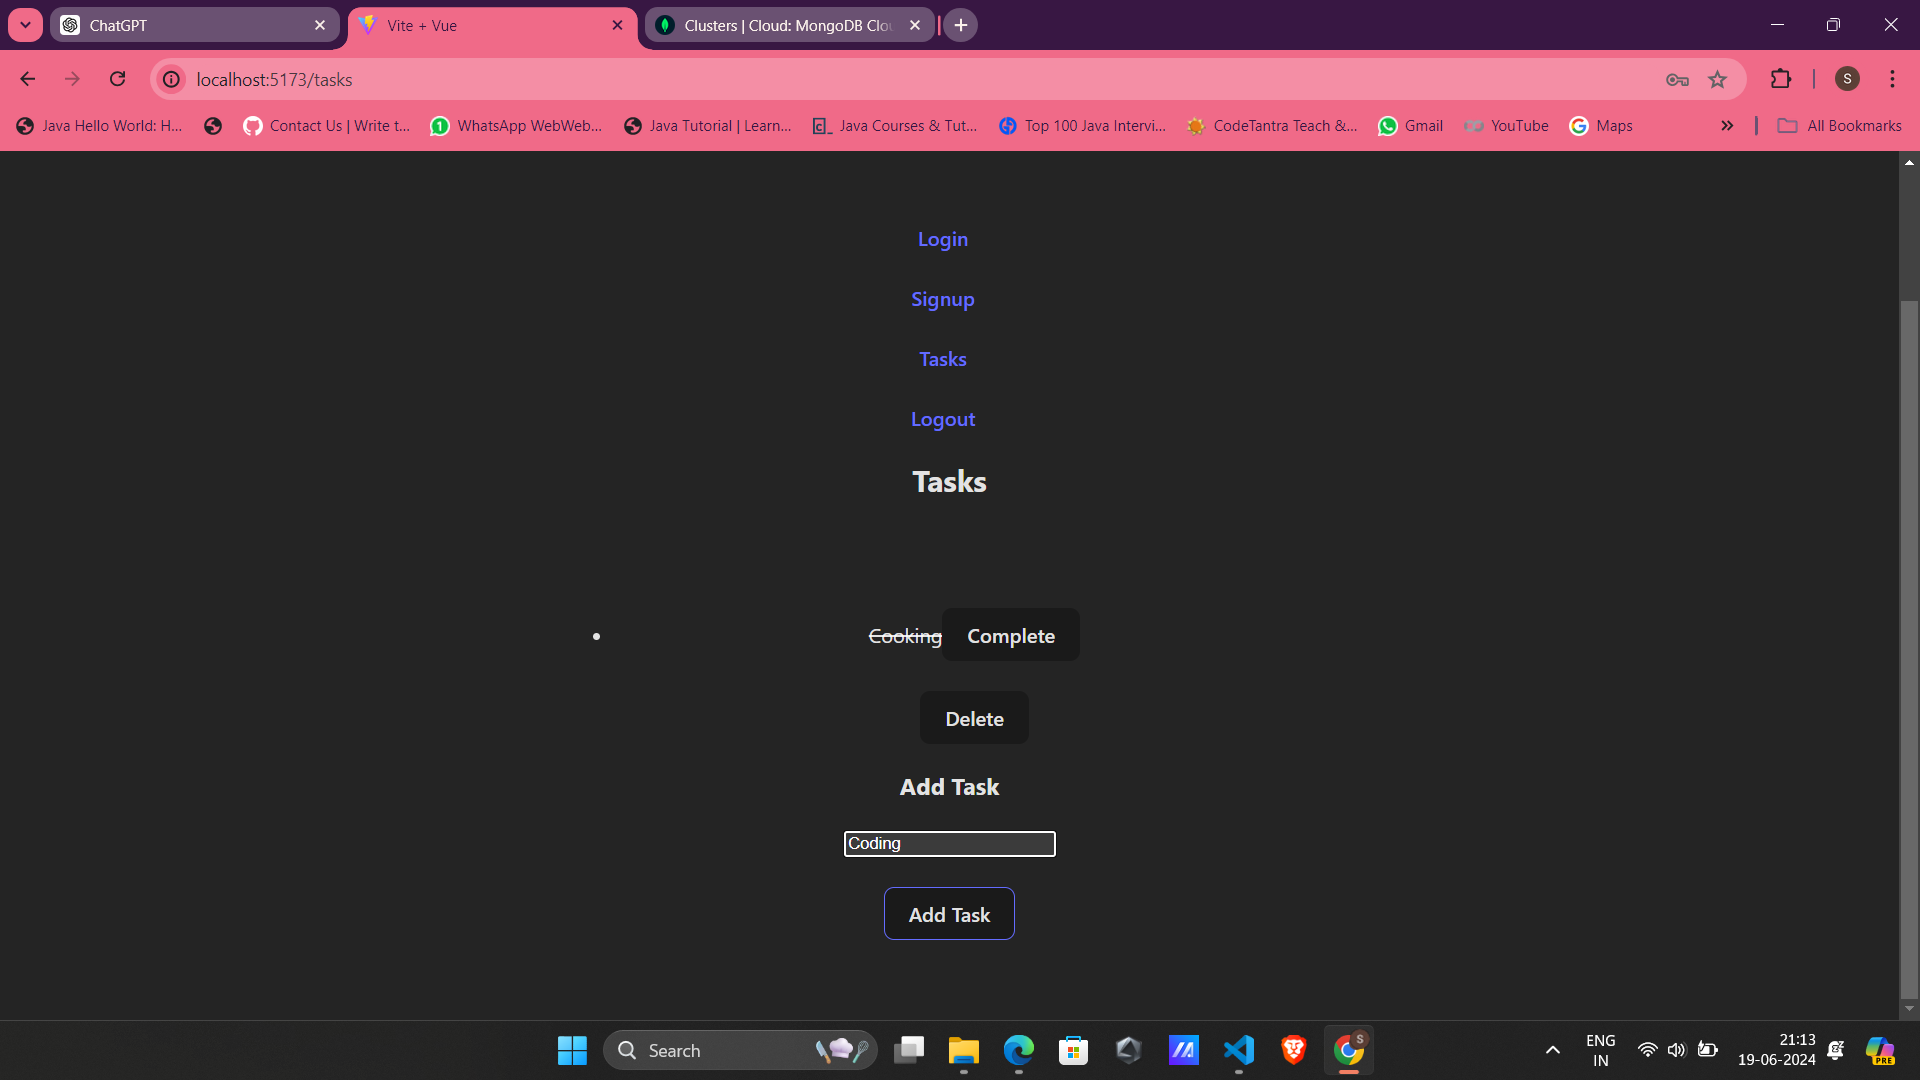 ChatGPT
Vite + Vue
Clusters | Cloud: MongoDB Clou
localhost:5173/tasks
S
Java Hello World: H...
Contact Us | Write t...
1
WhatsApp WebWeb...
Java Tutorial | Learn...
Java Courses & Tut...
Top 100 Java Intervi...
CodeTantra Teach &...
Gmail
YouTube
Maps
All Bookmarks
Login
Signup
Tasks
Logout
Tasks
Cooking
Complete
Delete
Add Task
Coding
Add Task
Search
S
ENG
IN
21:13
19-06-2024
PRE